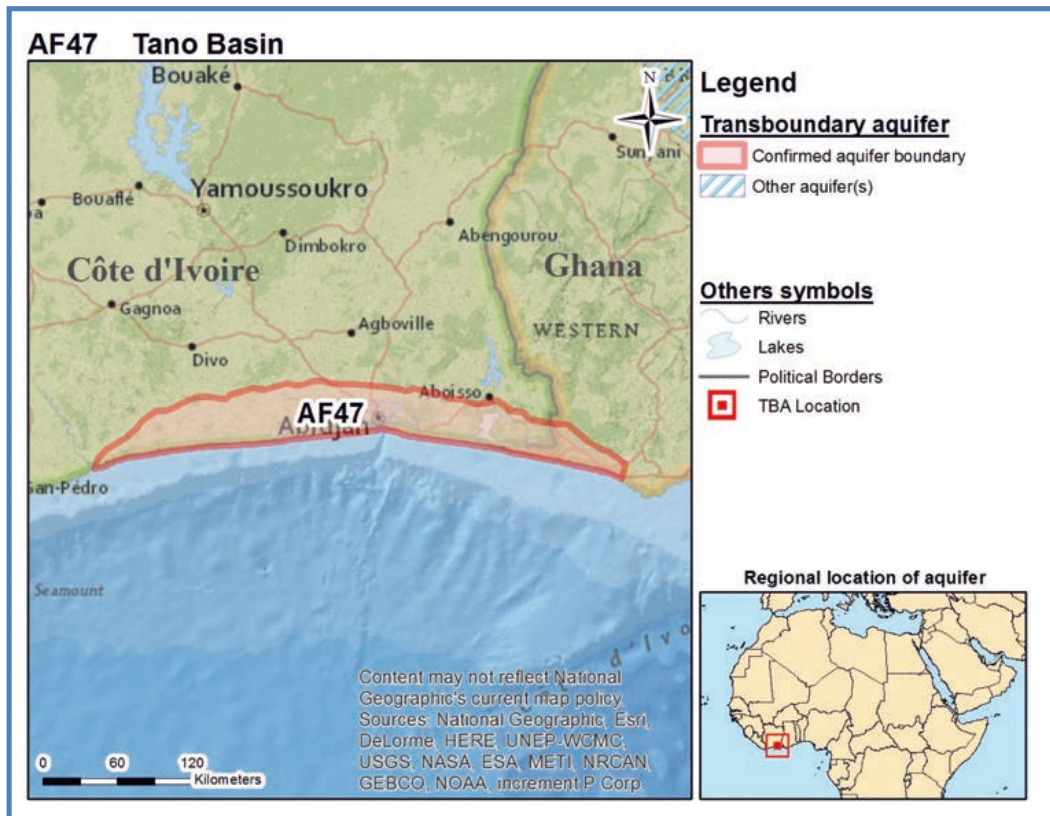 AF47 Tano Basin
Bouaké
N
Sunyani
Bouaflé
Yamoussoukro
Dimbokro
Abengourou
Côte d'Ivoire
Ghana
Gagnoa
Agboville
WESTERN
Divo
Aboisso
AF47
Abidjan
San-Pédro
Seamount
d'Ivo
Content may not reflect National
Geographic's current map policy.
Sources: National Geographic, Esri,
DeLorme, HERE, UNEP-WCMC,
USGS, NASA, ESA, METI, NRCAN,
GEBCO, NOAA, increment P Corp.
0 60 120
Kilometers
Legend
Transboundary aquifer
Confirmed aquifer boundary
Other aquifer(s)
Others symbols
Rivers
Lakes
Political Borders
TBA Location
Regional location of aquifer